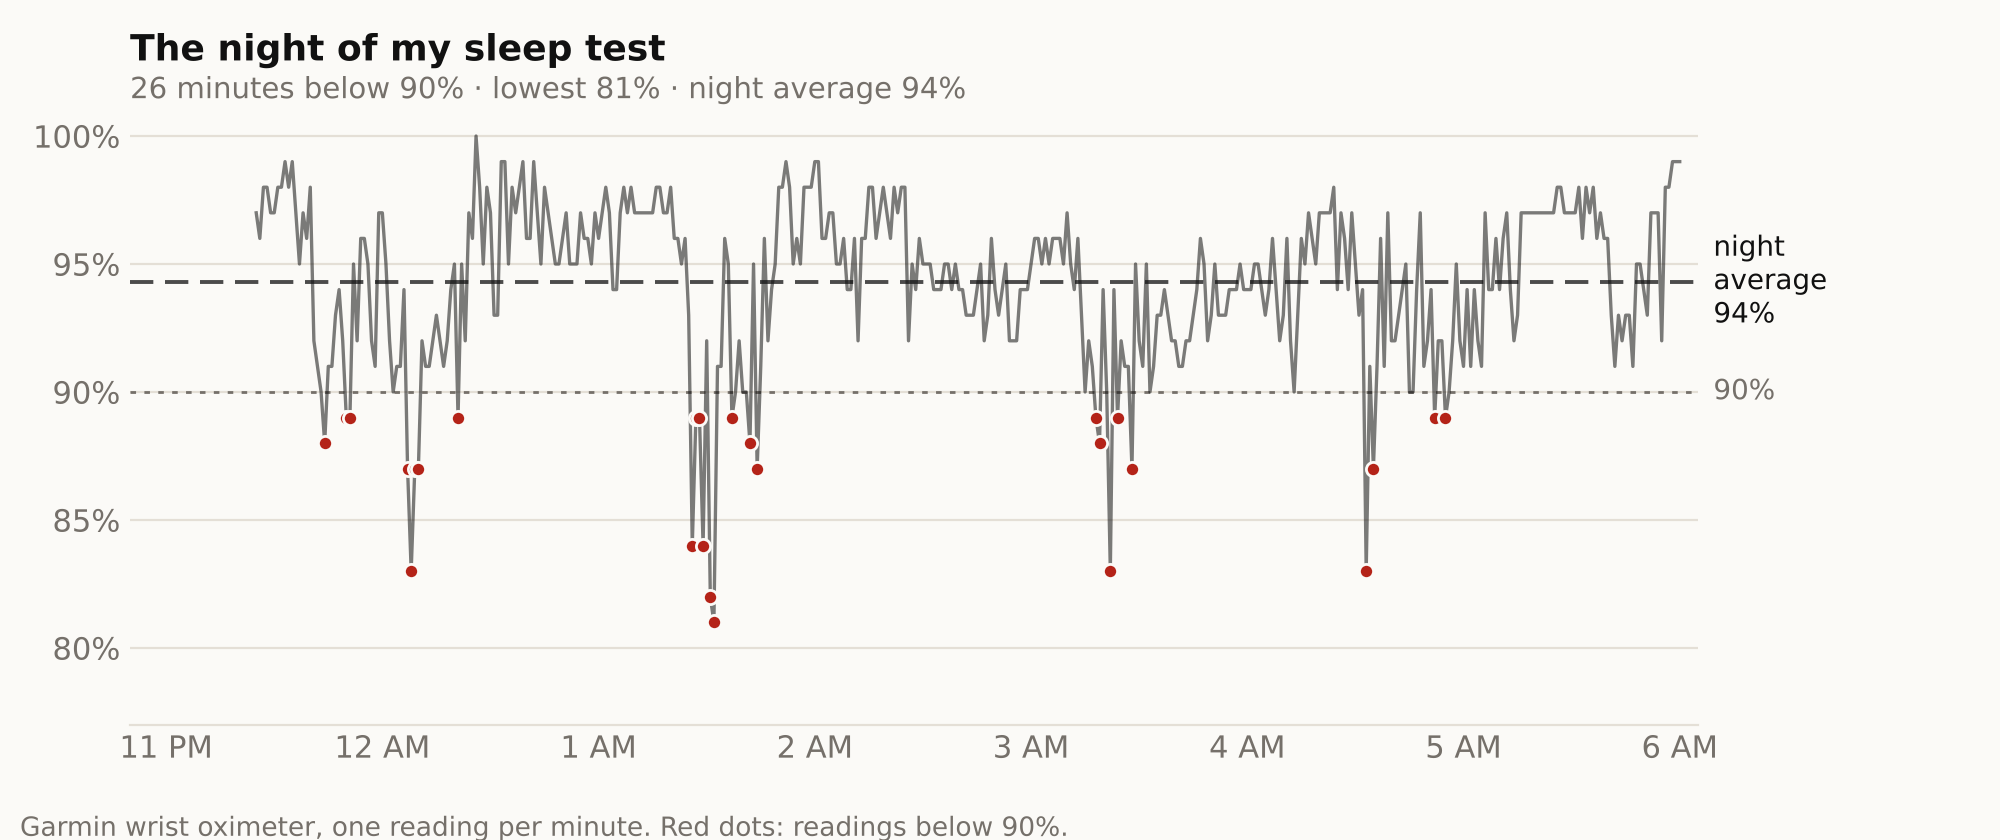 The night of my sleep test
26 minutes below 90% · lowest 81% · night average 94%
100%
95%
90%
85%
80%
night
average
94%
90%
11 PM
12 AM
1 AM
2 AM
3 AM
4 AM
5 AM
6 AM
Garmin wrist oximeter, one reading per minute. Red dots: readings below 90%.